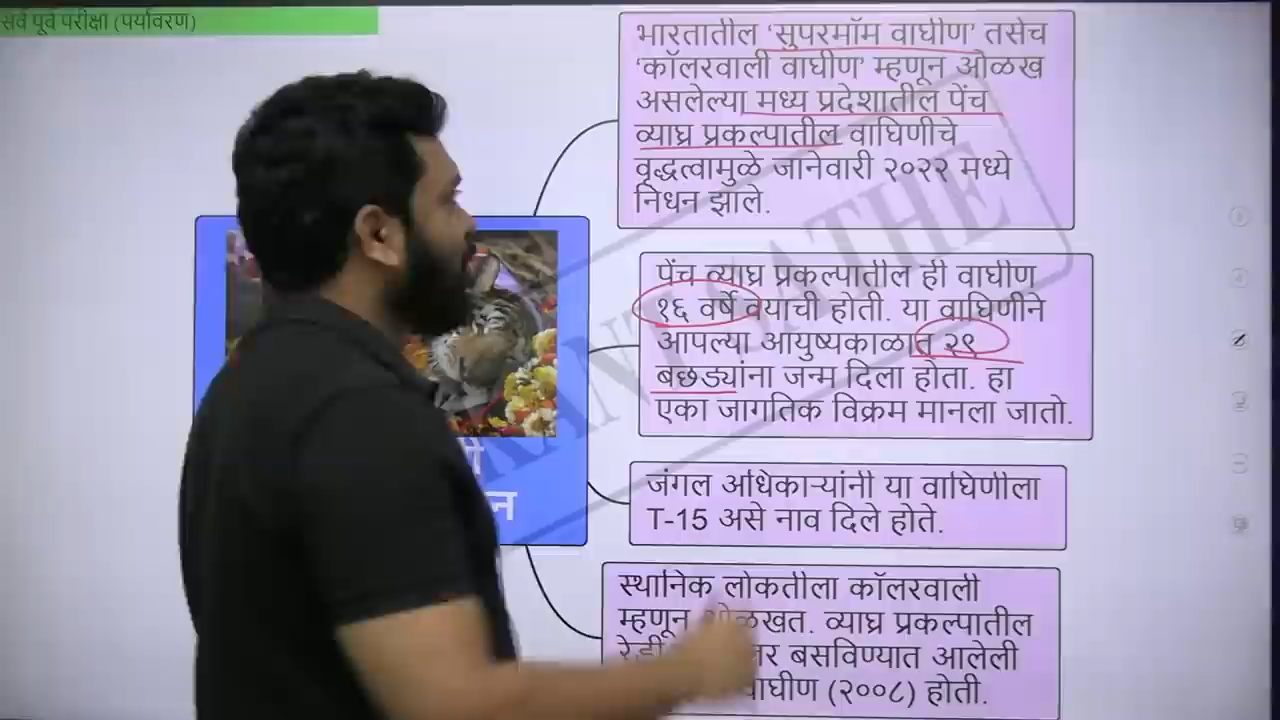 सर्व पूर्व परीक्षा (पर्यावरण)
भारतातील ‘सुपरमॉम वाघीण’ तसेच
‘कॉलरवाली वाघीण’ म्हणून ओळख
असलेल्या मध्य प्रदेशातील पेंच
व्याघ्र प्रकल्पातील वाघिणीचे
वृद्धत्वामुळे जानेवारी २०२२ मध्ये
निधन झाले.
पेंच व्याघ्र प्रकल्पातील ही वाघीण
१६ वर्षे वयाची होती. या वाघिणीने
आपल्या आयुष्यकाळात २९
बछड्यांना जन्म दिला होता. हा
एका जागतिक विक्रम मानला जातो.
जंगल अधिकाऱ्यांनी या वाघिणीला
T-15 असे नाव दिले होते.
स्थानिक लोकतीला कॉलरवाली
म्हणून ओळखत. व्याघ्र प्रकल्पातील
बसविण्यात आलेली
वाघीण (२००८) होती.
SATHE